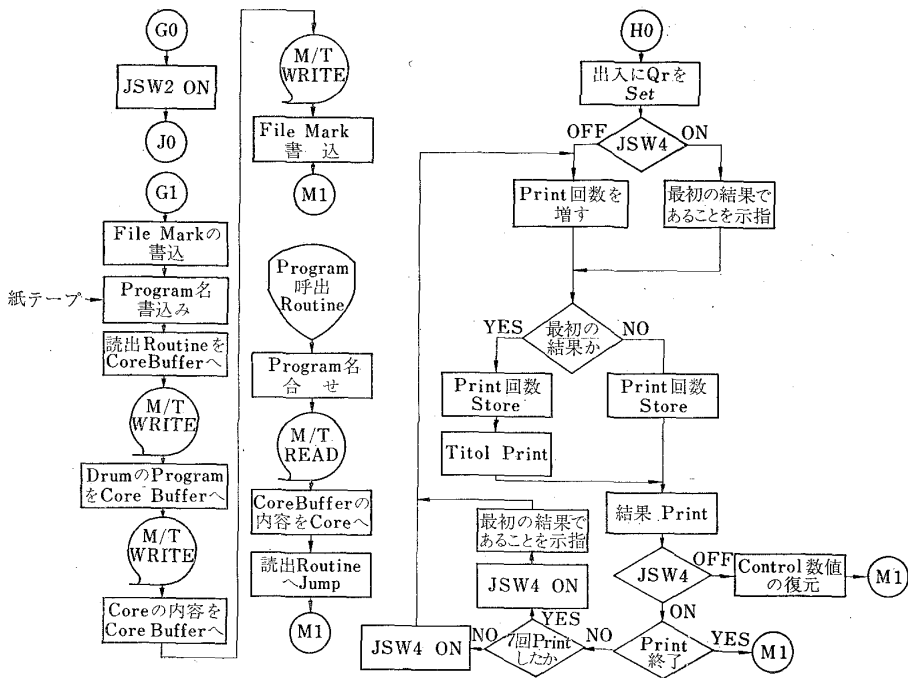 G0
JSW2 ON
J0
G1
File Markの
書込
紙テープ
Program名
書込み
読出Routineを
CoreBufferへ
M/T
WRITE
DrumのProgram
をCore Bufferへ
M/T
WRITE
Coreの内容を
Core Bufferへ
M/T
WRITE
File Mark
書込
M1
Program
呼出
Routine
Program名
合せ
M/T
READ
CoreBufferの
内容をCoreへ
読出Routine
へJump
M1
H0
出入にQrを
Set
OFF
JSW4
ON
Print回数を
増す
最初の結果で
あることを示指
YES
最初の
結果か
NO
Print回数
Store
Print回数
Store
Titol Print
結果 Print
JSW4
OFF
Control数値
の復元
M1
ON
Print
終了
YES
M1
NO
7回Print
したか
YES
JSW4 ON
最初の結果で
あることを示指
NO
JSW4 ON